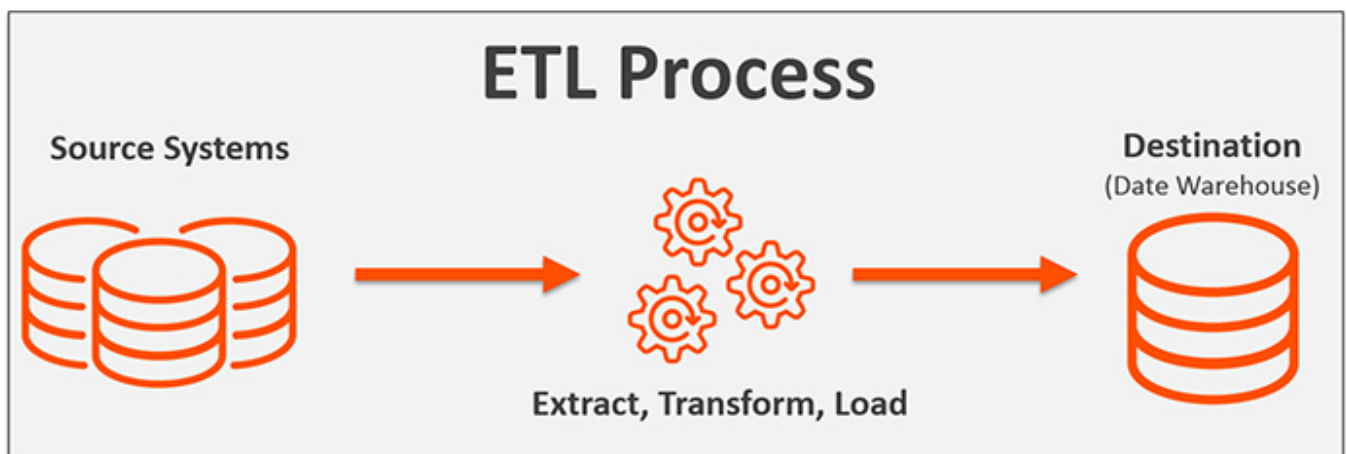 ETL Process
Source Systems
Destination
(Date Warehouse)
Extract, Transform, Load